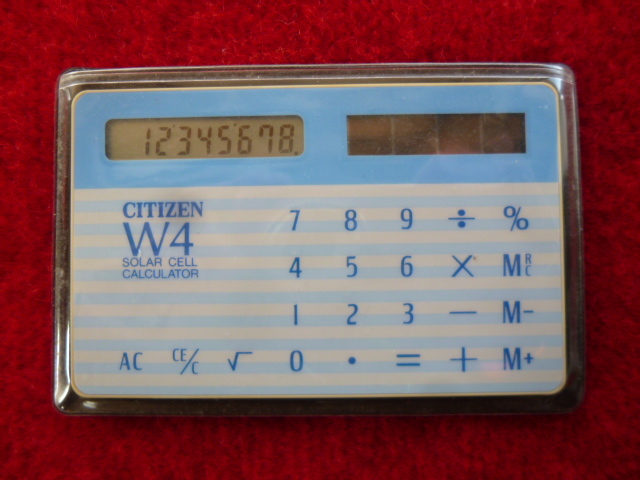 12345678.
CITIZEN
W4
SOLAR CELL
CALCULATOR
7 8 9 ÷ %
4 5 6 × MRC
1 2 3 − M−
AC CE/C √ 0 · = + M+